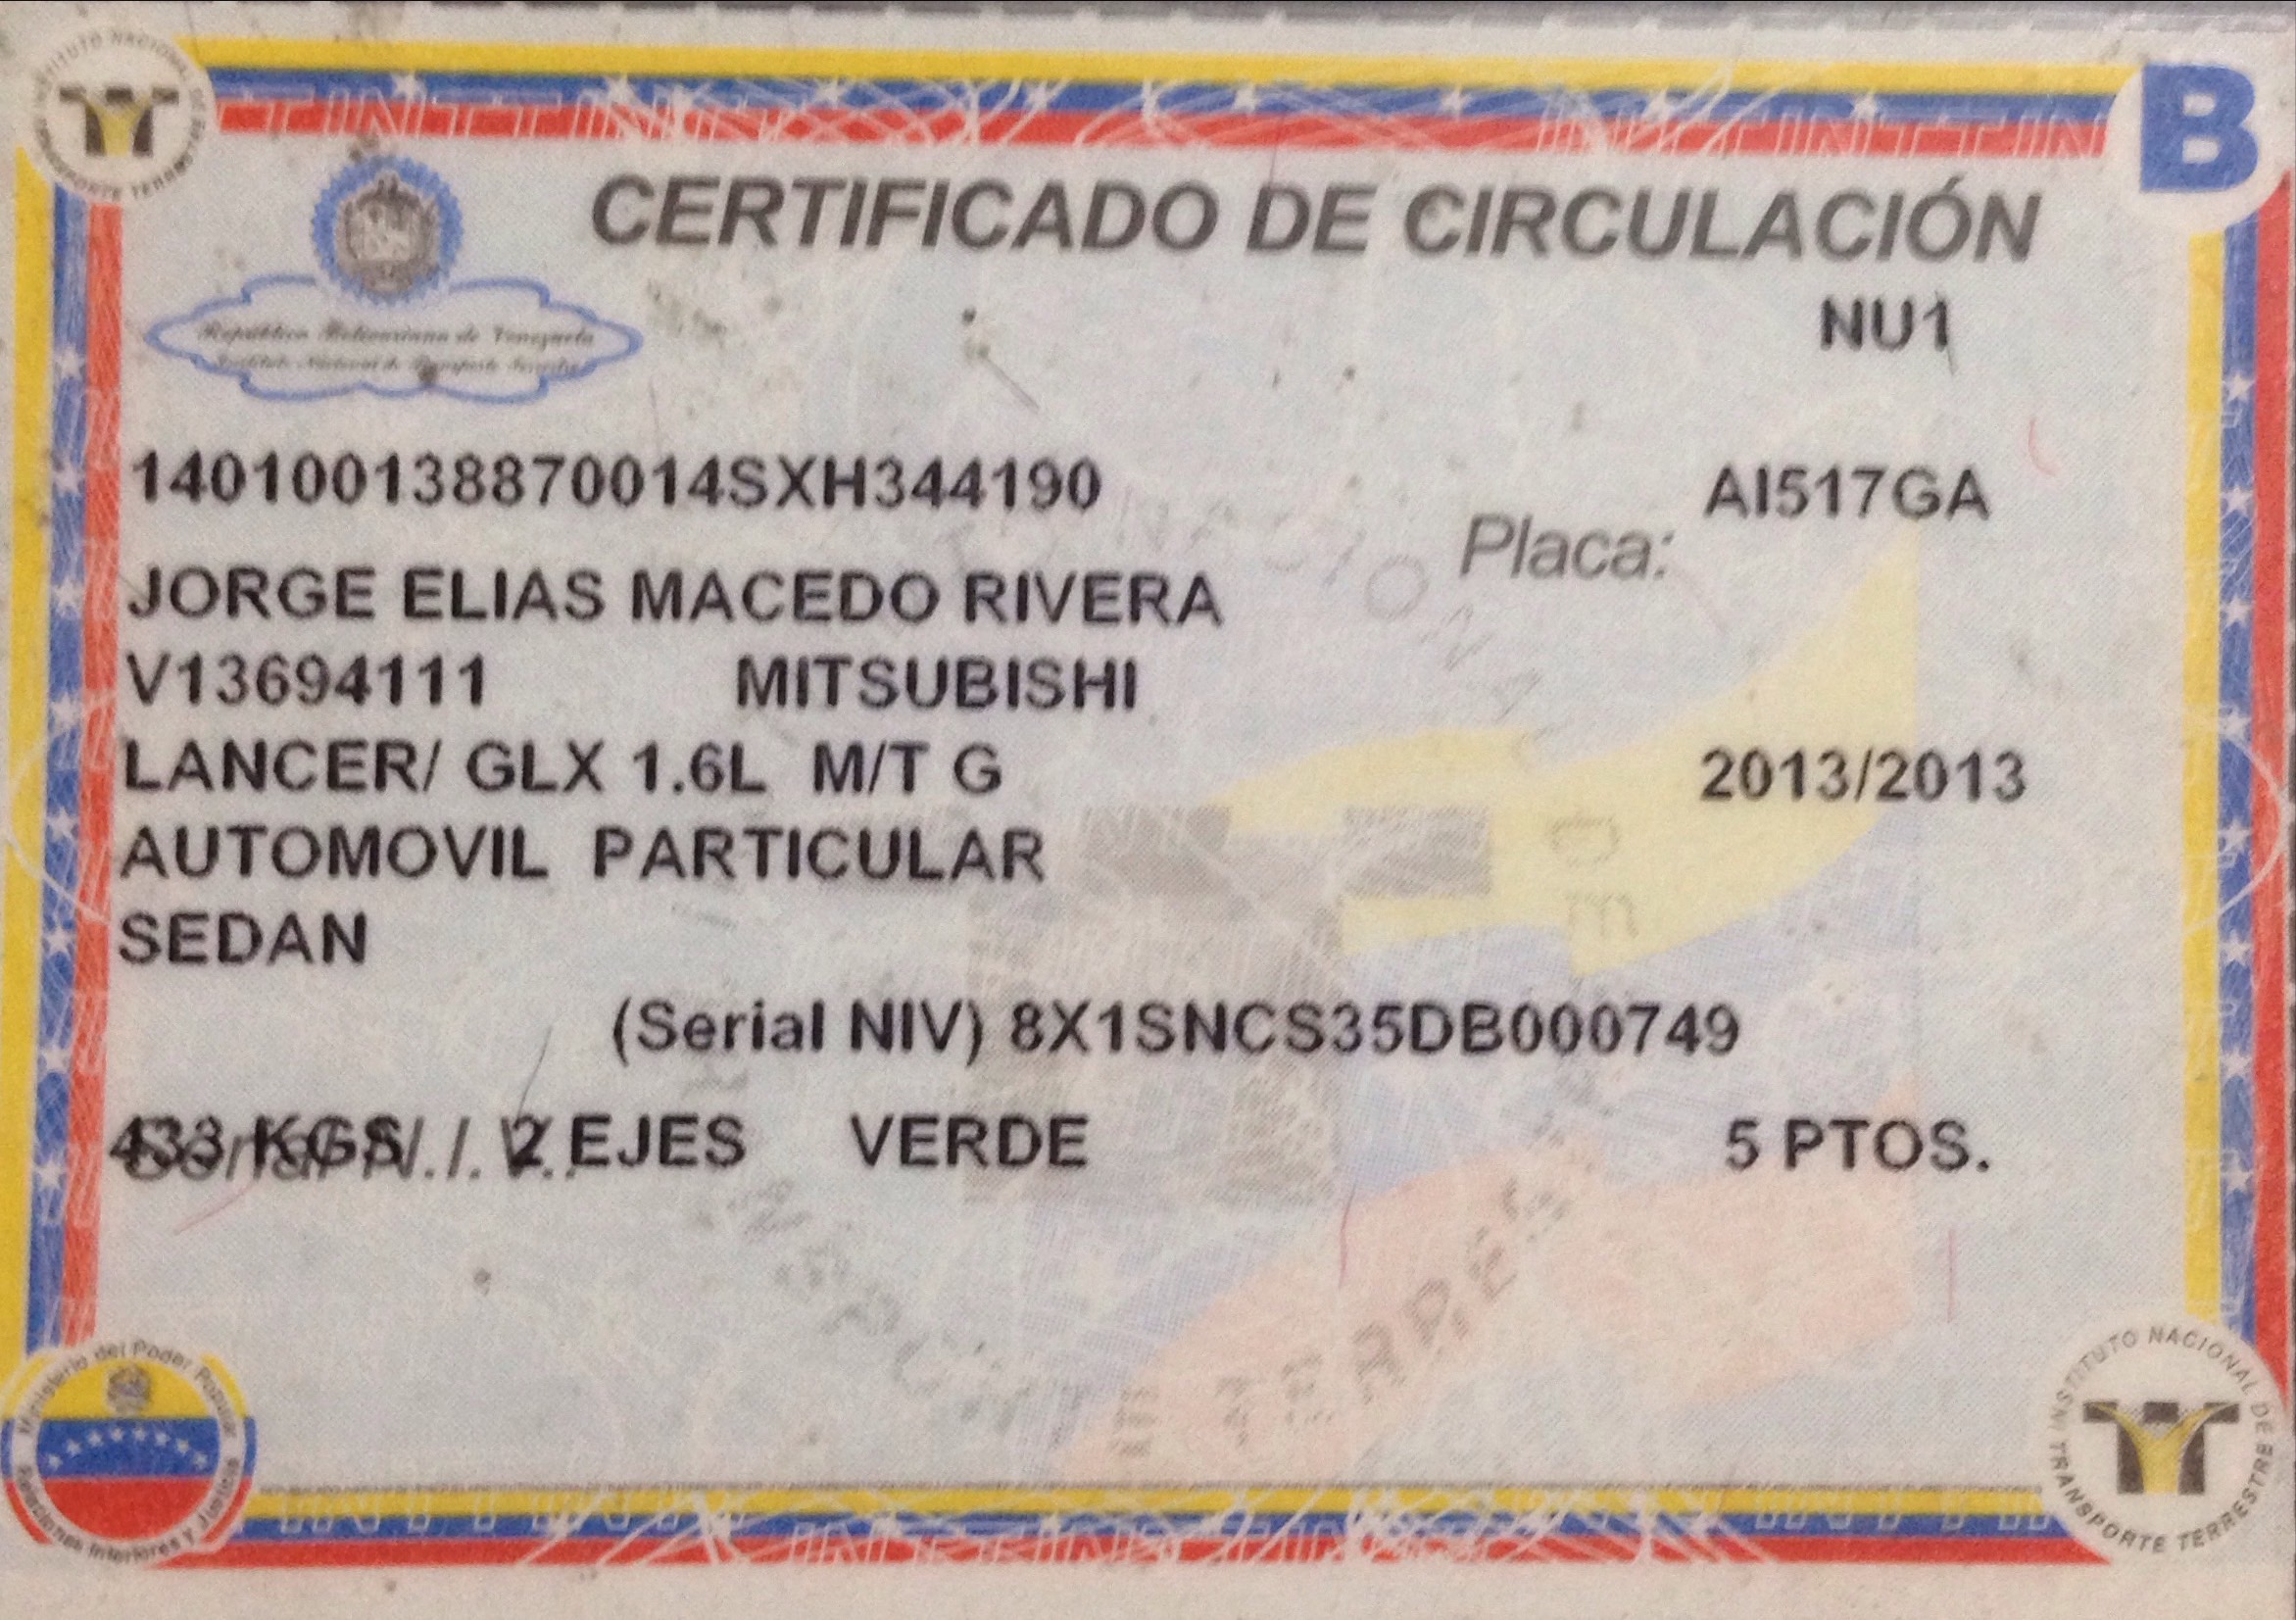 INSTITUTO NACIONAL DE
TRANSPORTE TERRESTRE
B
CERTIFICADO DE CIRCULACIÓN
República Bolivariana de Venezuela
Instituto Nacional de Transporte Terrestre
NU1
140100138870014SXH344190
AI517GA
Placa:
JORGE ELIAS MACEDO RIVERA
V13694111 MITSUBISHI
LANCER/ GLX 1.6L M/T G 2013/2013
AUTOMOVIL PARTICULAR
SEDAN
(Serial NIV) 8X1SNCS35DB000749
433 KGS 2 EJES VERDE 5 PTOS.
Serial N.I.V.:
Ministerio del Poder Popular
Relaciones Interiores y Justicia
INSTITUTO NACIONAL DE
TRANSPORTE TERRESTRE